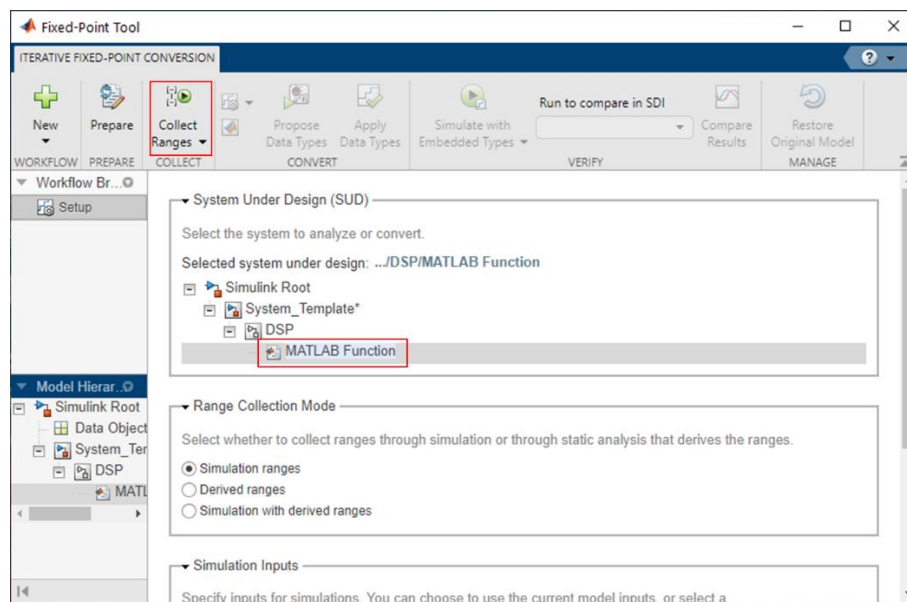 Fixed-Point Tool
ITERATIVE FIXED-POINT CONVERSION
New
Prepare
Collect Ranges
Propose Data Types
Apply Data Types
Simulate with Embedded Types
Run to compare in SDI
Compare Results
Restore Original Model
WORKFLOW
PREPARE
COLLECT
CONVERT
VERIFY
MANAGE
Workflow Br...
Setup
Model Hierar..
Simulink Root
Data Object
System_Ter
DSP
MATL
System Under Design (SUD)
Select the system to analyze or convert.
Selected system under design: .../DSP/MATLAB Function
Simulink Root
System_Template*
DSP
MATLAB Function
Range Collection Mode
Select whether to collect ranges through simulation or through static analysis that derives the ranges.
Simulation ranges
Derived ranges
Simulation with derived ranges
Simulation Inputs
Specify inputs for simulations. You can choose to use the current model inputs, or select a